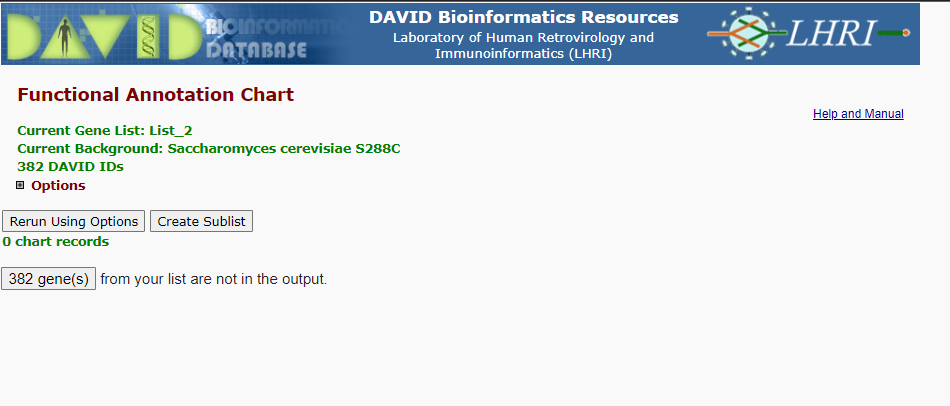 DAVID BIOINFORMATICS
DATABASE
DAVID Bioinformatics Resources
Laboratory of Human Retrovirology and
Immunoinformatics (LHRI)
LHRI
Functional Annotation Chart
Help and Manual
Current Gene List: List_2
Current Background: Saccharomyces cerevisiae S288C
382 DAVID IDs
Options
Rerun Using Options Create Sublist
0 chart records
382 gene(s) from your list are not in the output.